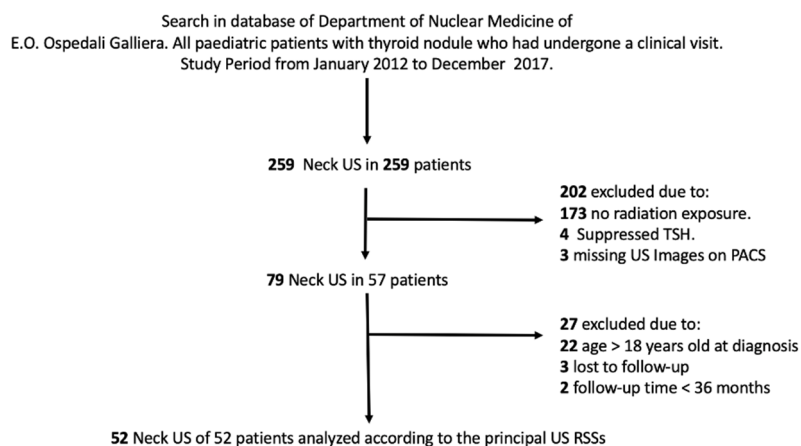 Search in database of Department of Nuclear Medicine of
E.O. Ospedali Galliera. All paediatric patients with thyroid nodule who had undergone a clinical visit.
Study Period from January 2012 to December 2017.
259 Neck US in 259 patients
202 excluded due to:
173 no radiation exposure.
4 Suppressed TSH.
3 missing US Images on PACS
79 Neck US in 57 patients
27 excluded due to:
22 age > 18 years old at diagnosis
3 lost to follow-up
2 follow-up time < 36 months
52 Neck US of 52 patients analyzed according to the principal US RSSs